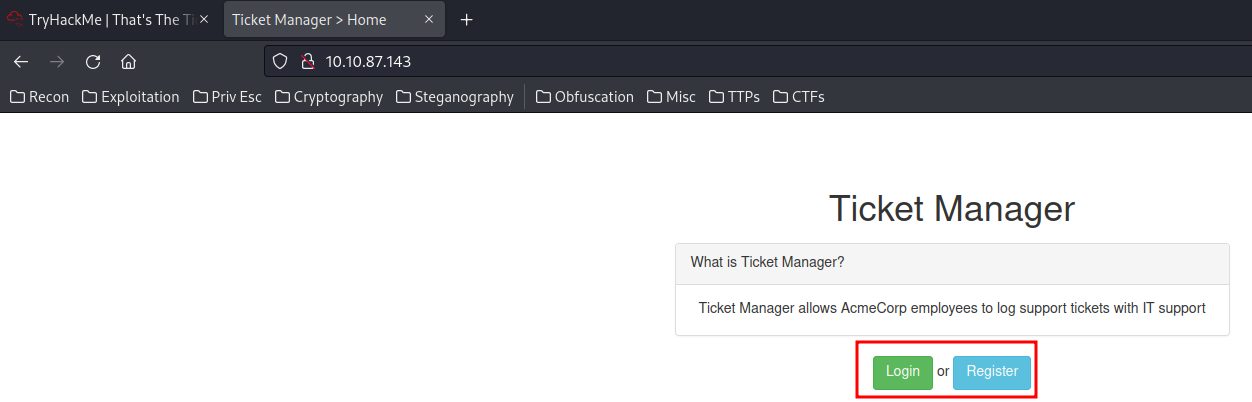 TryHackMe | That's The Ti
Ticket Manager > Home
10.10.87.143
Recon Exploitation Priv Esc Cryptography Steganography Obfuscation Misc TTPs CTFs
Ticket Manager
What is Ticket Manager?
Ticket Manager allows AcmeCorp employees to log support tickets with IT support
Login or Register